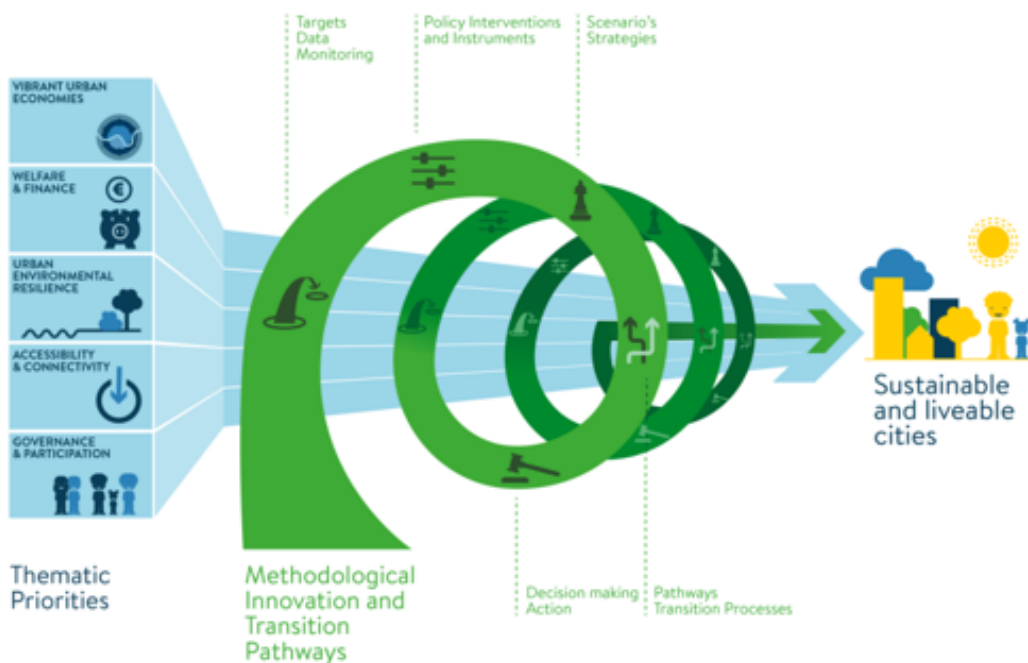 Targets
Data
Monitoring
Policy Interventions
and Instruments
Scenario's
Strategies
VIBRANT URBAN
ECONOMIES
WELFARE
& FINANCE
€
URBAN
ENVIRONMENTAL
RESILIENCE
ACCESSIBILITY
& CONNECTIVITY
GOVERNANCE
& PARTICIPATION
Sustainable
and liveable
cities
Thematic
Priorities
Methodological
Innovation and
Transition
Pathways
Decision making
Action
Pathways
Transition Processes